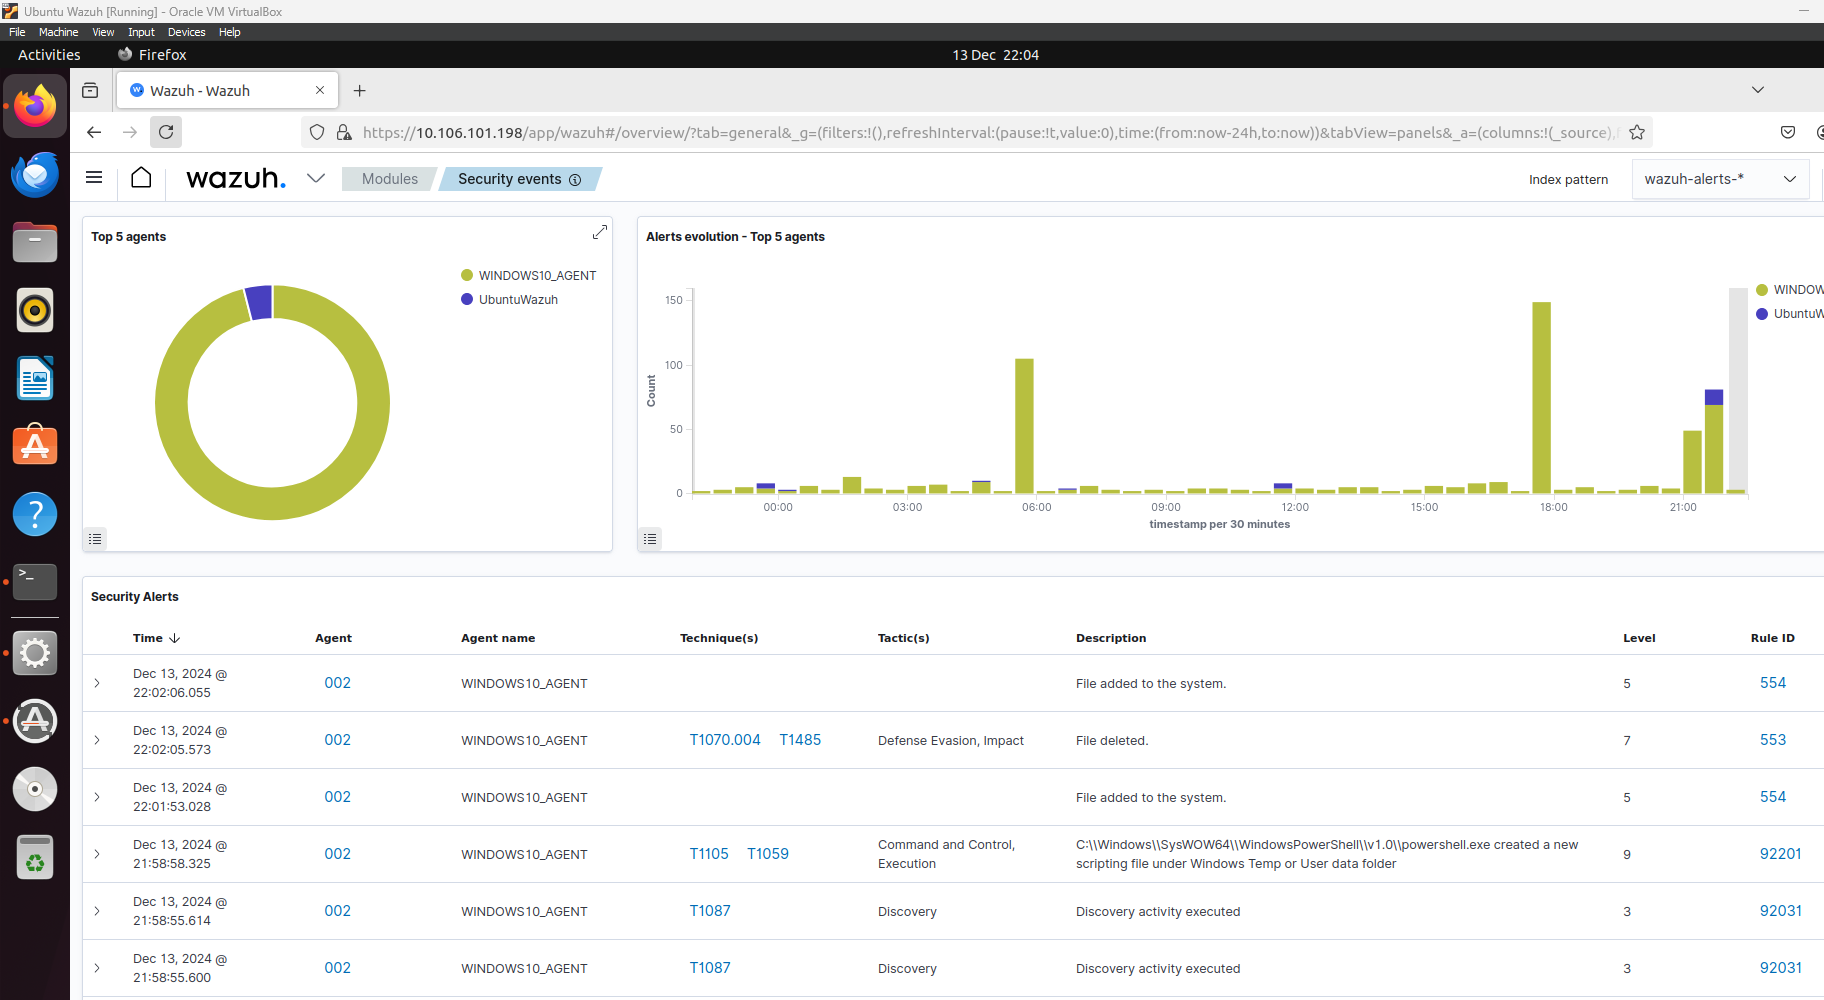 Ubuntu Wazuh [Running] - Oracle VM VirtualBox
File Machine View Input Devices Help
Activities Firefox 13 Dec 22:04
Wazuh - Wazuh
https://10.106.101.198/app/wazuh#/overview/?tab=general&_g=(filters:!(),refreshInterval:(pause:!t,value:0),time:(from:now-24h,to:now))&tabView=panels&_a=(columns:!(_source),f
wazuh. Modules Security events Index pattern wazuh-alerts-*
Top 5 agents
WINDOWS10_AGENT
UbuntuWazuh
Alerts evolution - Top 5 agents
WINDOW
UbuntuW
150
100
50
0
Count
00:00 03:00 06:00 09:00 12:00 15:00 18:00 21:00
timestamp per 30 minutes
Security Alerts
Time Agent Agent name Technique(s) Tactic(s) Description Level Rule ID
Dec 13, 2024 @ 22:02:06.055 002 WINDOWS10_AGENT File added to the system. 5 554
Dec 13, 2024 @ 22:02:05.573 002 WINDOWS10_AGENT T1070.004 T1485 Defense Evasion, Impact File deleted. 7 553
Dec 13, 2024 @ 22:01:53.028 002 WINDOWS10_AGENT File added to the system. 5 554
Dec 13, 2024 @ 21:58:58.325 002 WINDOWS10_AGENT T1105 T1059 Command and Control, Execution C:\\Windows\\SysWOW64\\WindowsPowerShell\\v1.0\\powershell.exe created a new scripting file under Windows Temp or User data folder 9 92201
Dec 13, 2024 @ 21:58:55.614 002 WINDOWS10_AGENT T1087 Discovery Discovery activity executed 3 92031
Dec 13, 2024 @ 21:58:55.600 002 WINDOWS10_AGENT T1087 Discovery Discovery activity executed 3 92031